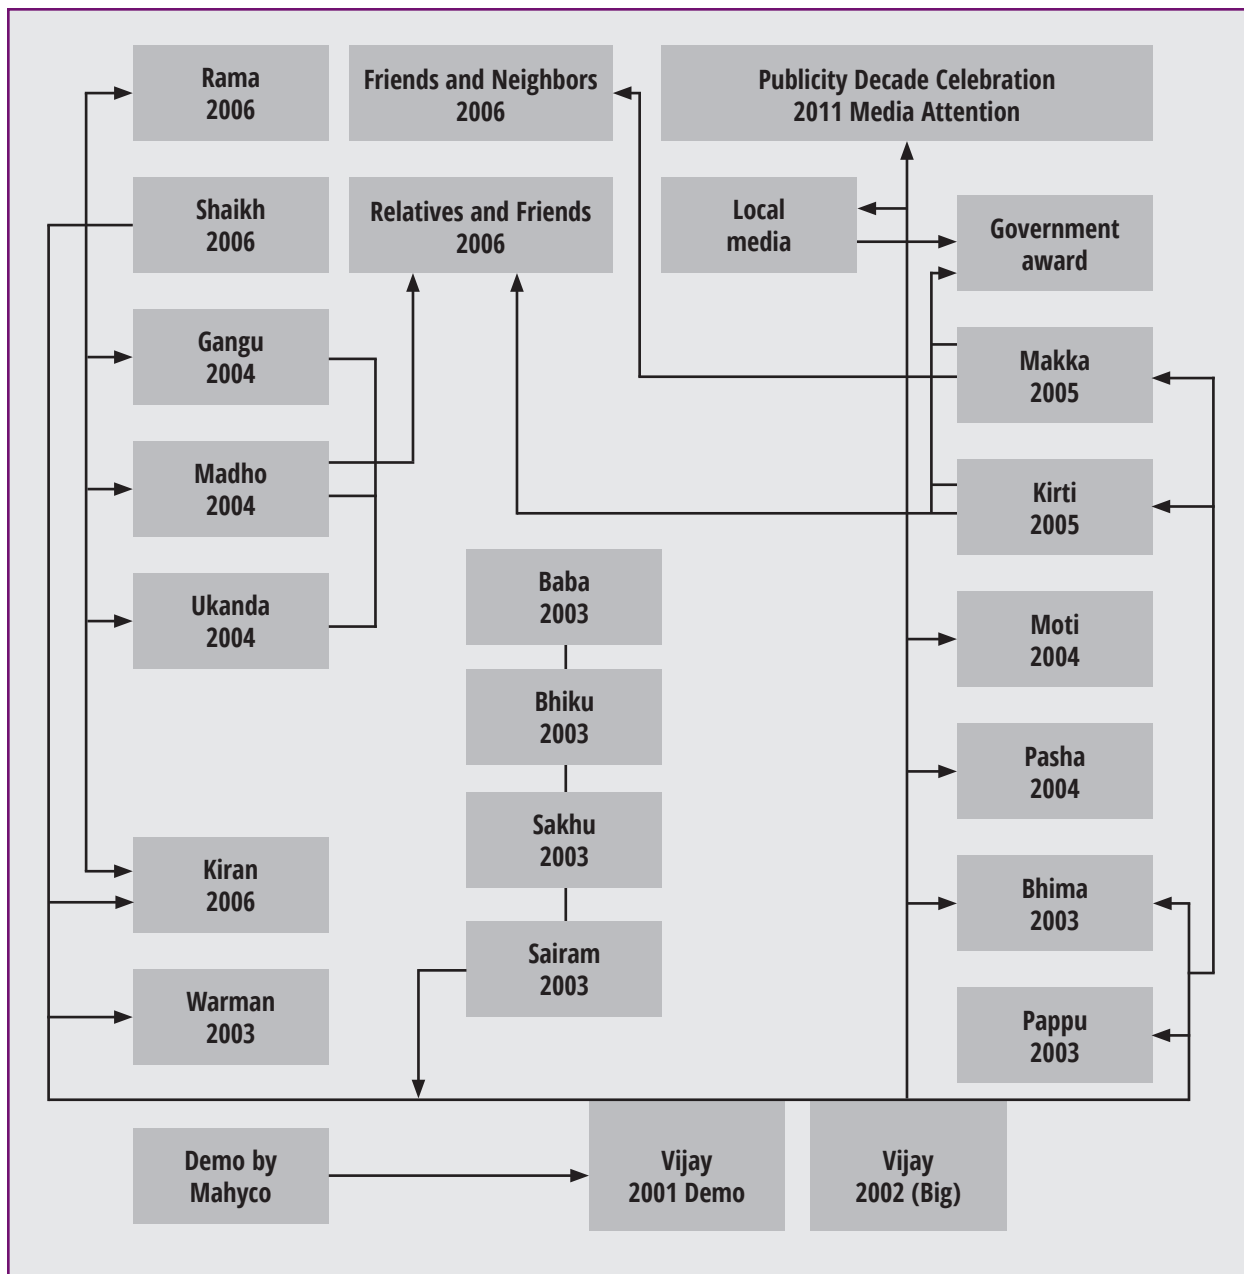 Rama
2006
Friends and Neighbors
2006
Publicity Decade Celebration
2011 Media Attention
Shaikh
2006
Relatives and Friends
2006
Local
media
Government
award
Gangu
2004
Makka
2005
Madho
2004
Kirti
2005
Baba
2003
Ukanda
2004
Moti
2004
Bhiku
2003
Pasha
2004
Sakhu
2003
Kiran
2006
Bhima
2003
Sairam
2003
Warman
2003
Pappu
2003
Demo by
Mahyco
Vijay
2001 Demo
Vijay
2002 (Big)